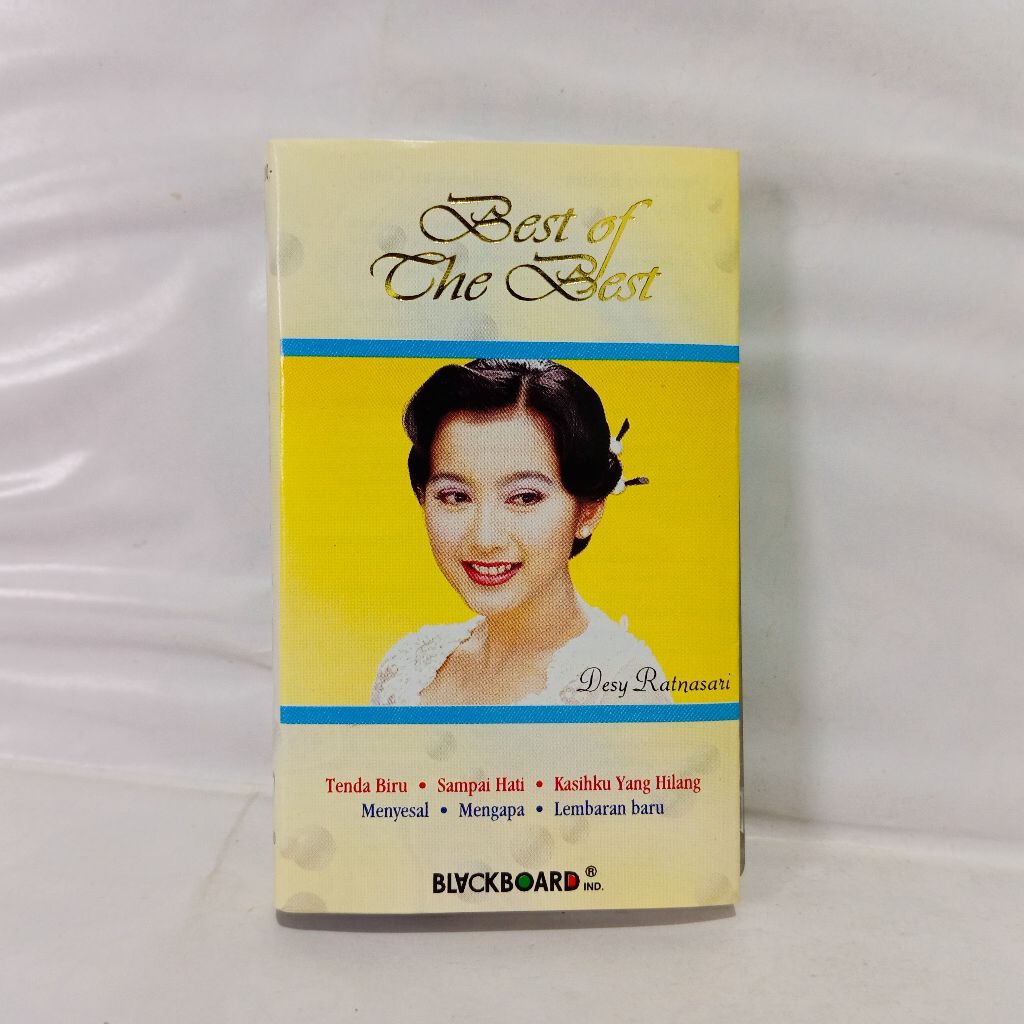 Best of
The Best
Desy Ratnasari
Tenda Biru • Sampai Hati • Kasihku Yang Hilang
Menyesal • Mengapa • Lembaran baru
BLACKBOARD ® IND.